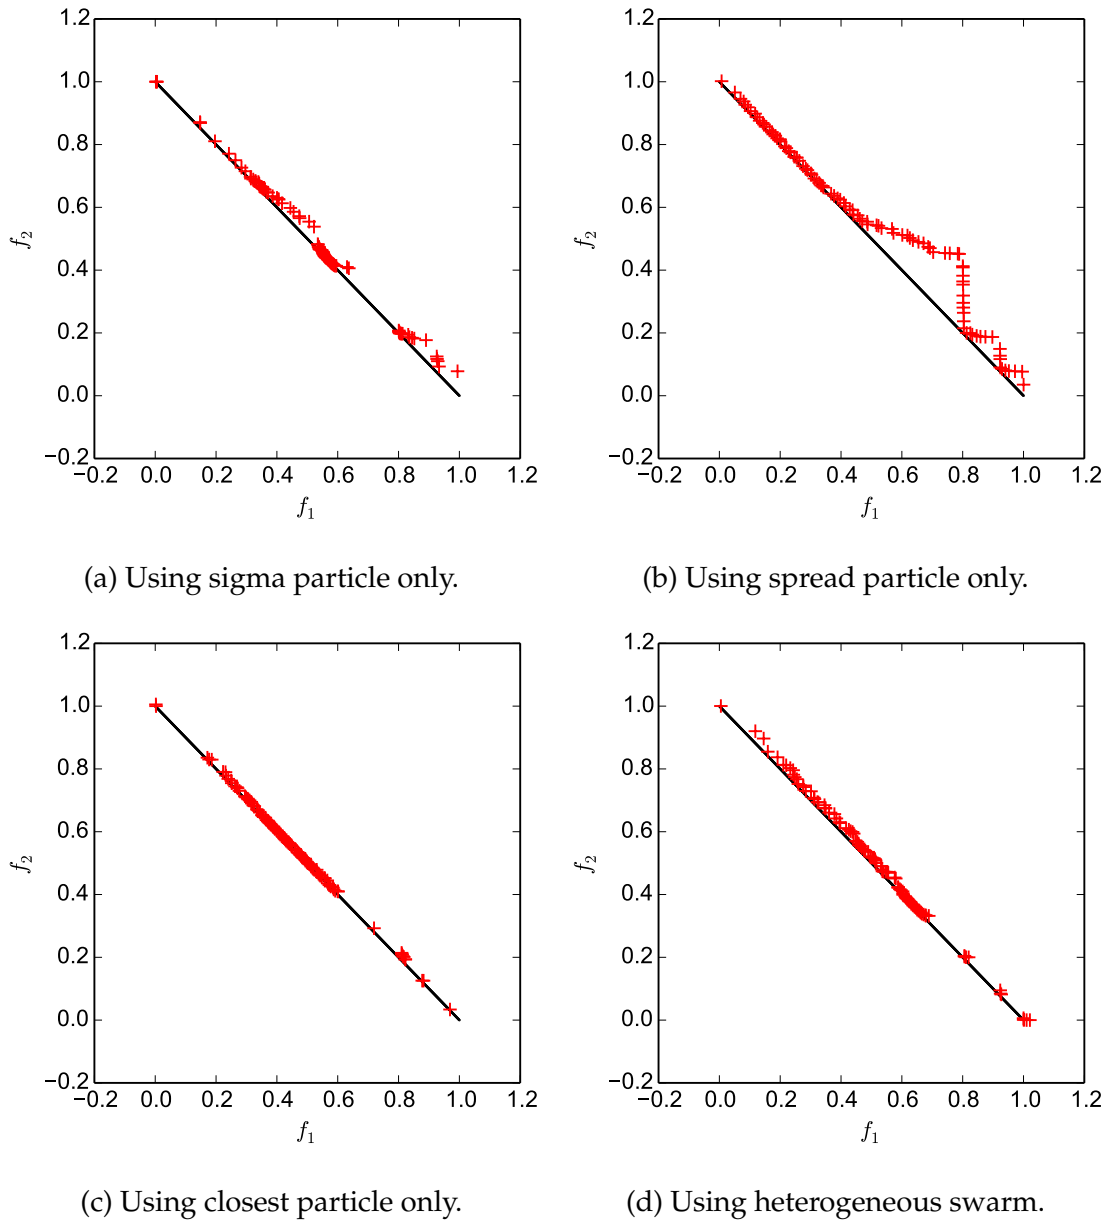 1.2 1.2
1.0 1.0
0.8 0.8
0.6 0.6
f₂ f₂
0.4 0.4
0.2 0.2
0.0 0.0
−0.2 −0.2
−0.2 0.0 0.2 0.4 0.6 0.8 1.0 1.2 −0.2 0.0 0.2 0.4 0.6 0.8 1.0 1.2
f₁ f₁
(a) Using sigma particle only. (b) Using spread particle only.
1.2 1.2
1.0 1.0
0.8 0.8
0.6 0.6
f₂ f₂
0.4 0.4
0.2 0.2
0.0 0.0
−0.2 −0.2
−0.2 0.0 0.2 0.4 0.6 0.8 1.0 1.2 −0.2 0.0 0.2 0.4 0.6 0.8 1.0 1.2
f₁ f₁
(c) Using closest particle only. (d) Using heterogeneous swarm.